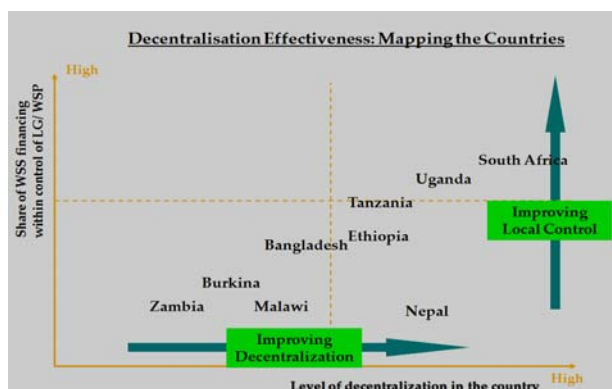 Decentralisation Effectiveness: Mapping the Countries
High
Share of WSS financing
within control of LG/ WSP
South Africa
Uganda
Tanzania
Improving
Local Control
Ethiopia
Bangladesh
Burkina
Zambia
Malawi
Nepal
Improving
Decentralization
High
Level of decentralization in the country